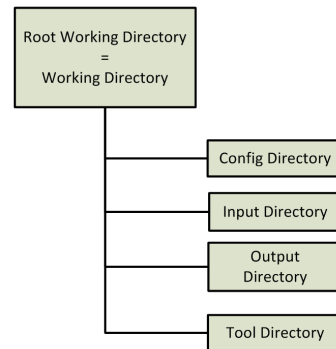 Root Working Directory
=
Working Directory
Config Directory
Input Directory
Output
Directory
Tool Directory